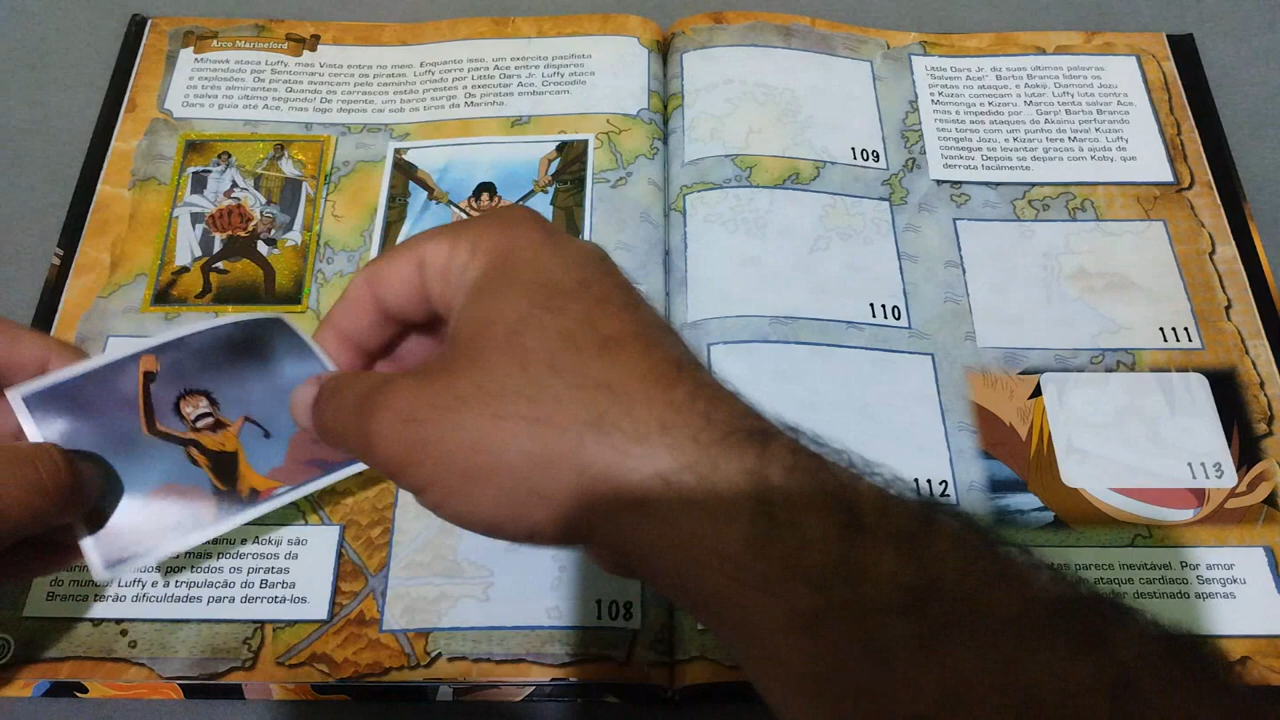 Arco Marineford
Mihawk ataca Luffy, mas Vista entra no meio. Enquanto isso, um exército pacifista
comandado por Sentomaru cerca os piratas. Luffy corre para Ace entre disparos
e explosões. Os piratas avançam pelo caminho criado por Little Oars Jr. Luffy ataca
os três almirantes. Quando os carrascos estão prestes a executar Ace, Crocodile
o salva no último segundo! De repente, um barco surge. Os piratas embarcam.
Oars o guia até Ace, mas logo depois cai sob os tiros da Marinha.
e Aokiji são
mais poderosos da
por todos os piratas
do mundo! Luffy e a tripulação do Barba
Branca terão dificuldades para derrotá-los.
108
109
110
112
Little Oars Jr. diz suas últimas palavras:
"Salvem Ace!". Barba Branca lidera os
piratas no ataque, e Aokiji, Diamond Jozu
e Kuzan começam a lutar. Luffy luta contra
Momonga e Kizaru. Marco tenta salvar Ace,
mas é impedido por... Garp! Barba Branca
resiste aos ataques de Akainu perfurando
seu torso com um punho de lava! Kuzan
congela Jozu, e Kizaru fere Marco. Luffy
consegue se levantar graças à ajuda de
Ivankov. Depois se depara com Koby, que
derrota facilmente.
111
113
parece inevitável. Por amor
ataque cardíaco. Sengoku
destinado apenas